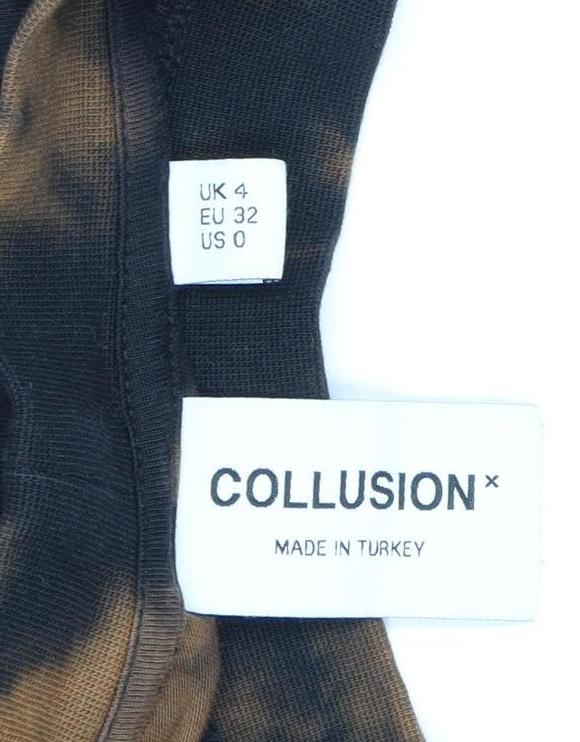 UK 4
EU 32
US 0
COLLUSION×
MADE IN TURKEY